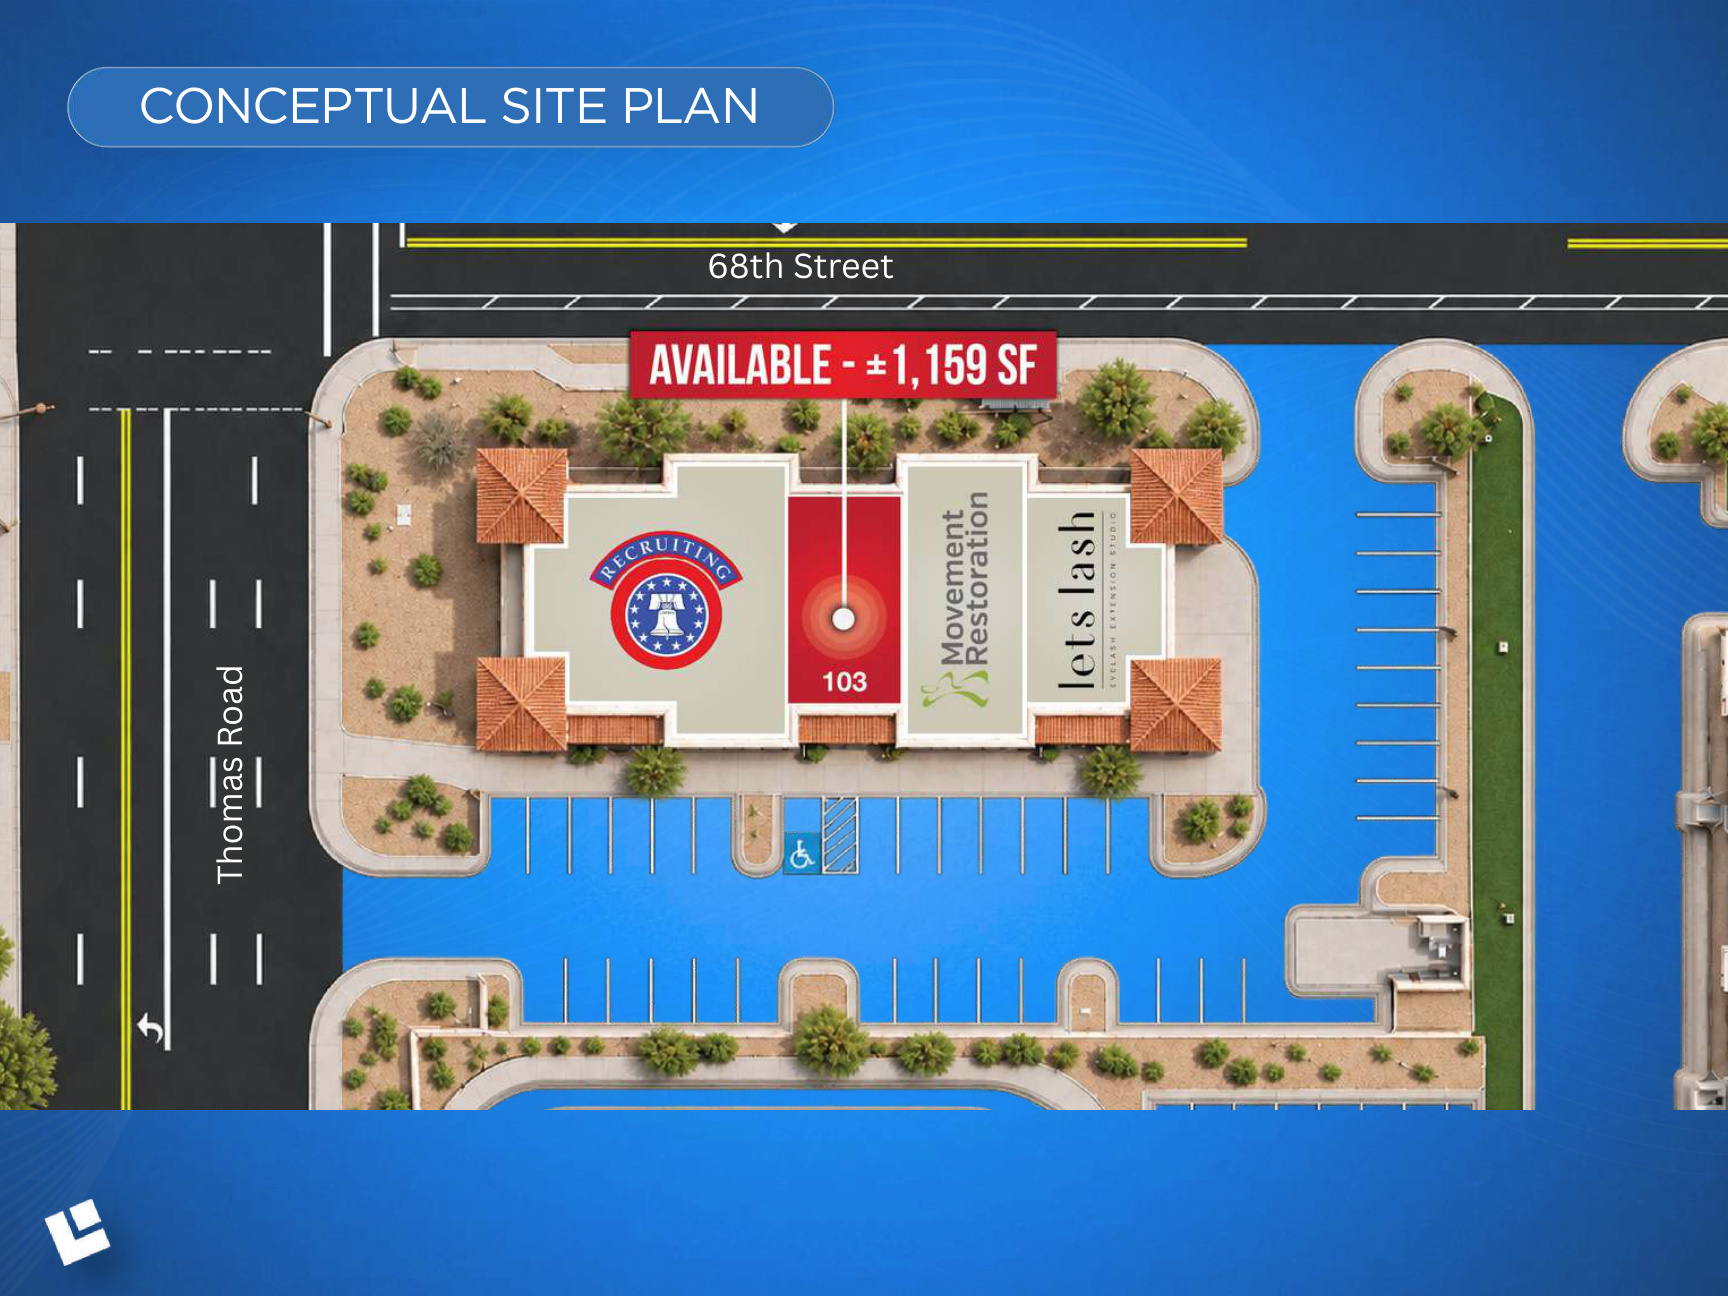 CONCEPTUAL SITE PLAN
68th Street
AVAILABLE - ±1,159 SF
RECRUITING
103
Movement
Restoration
lets lash
EYELASH EXTENSION STUDIO
Thomas Road